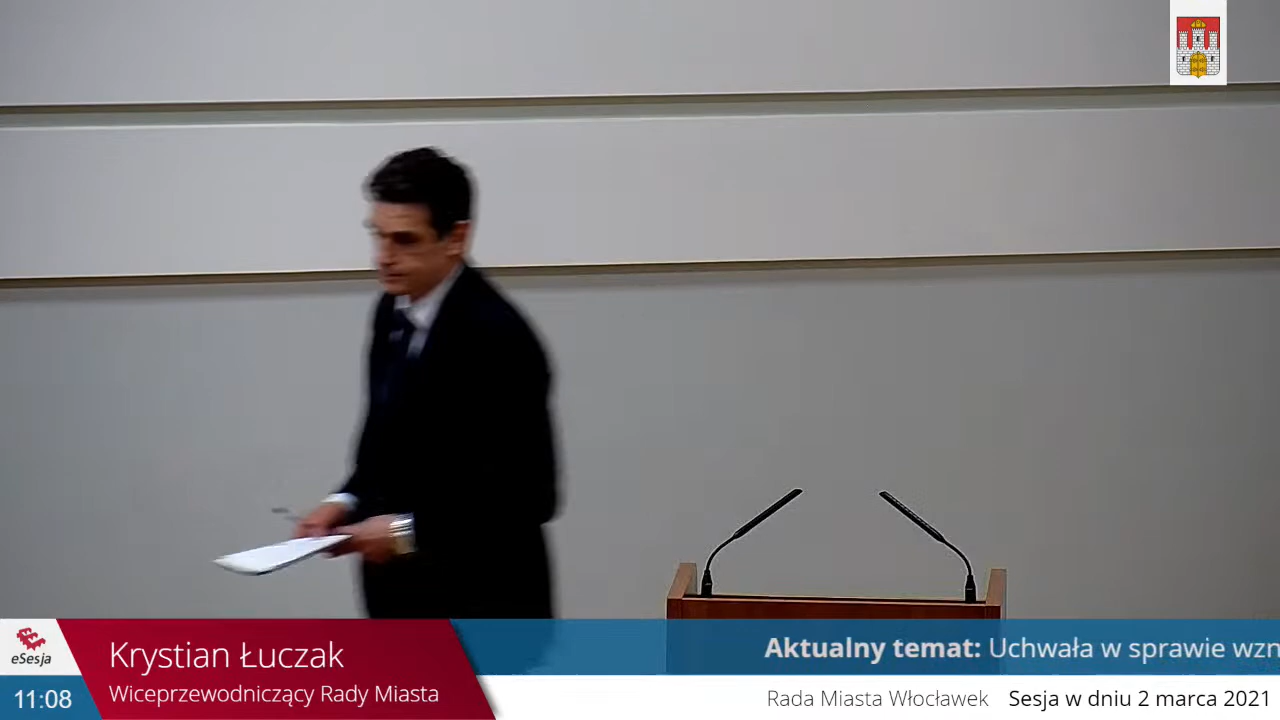 eSesja
11:08
Krystian Łuczak
Wiceprzewodniczący Rady Miasta
Aktualny temat: Uchwała w sprawie wzn
Rada Miasta Włocławek Sesja w dniu 2 marca 2021